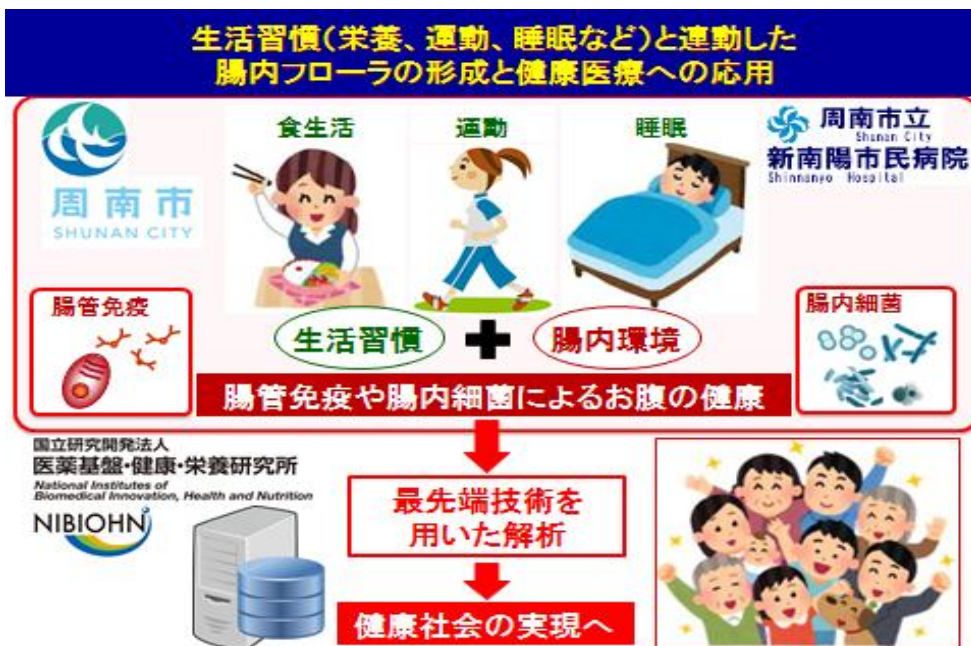 生活習慣(栄養、運動、睡眠など)と連動した
腸内フローラの形成と健康医療への応用
周南市
SHUNAN CITY
食生活
運動
睡眠
周南市立
Shunan City
新南陽市民病院
Shinnanyo Hospital
腸管免疫
生活習慣
腸内環境
腸内細菌
腸管免疫や腸内細菌によるお腹の健康
国立研究開発法人
医薬基盤・健康・栄養研究所
National Institutes of
Biomedical Innovation, Health and Nutrition
NIBIOHN
最先端技術を
用いた解析
健康社会の実現へ